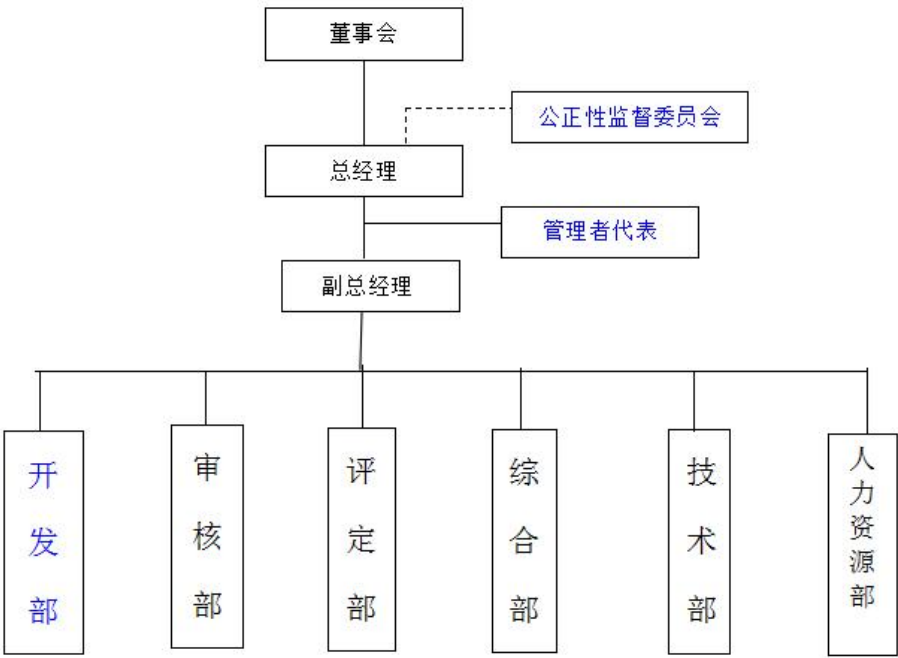 董事会
公正性监督委员会
总经理
管理者代表
副总经理
开发部
审核部
评定部
综合部
技术部
人力资源部